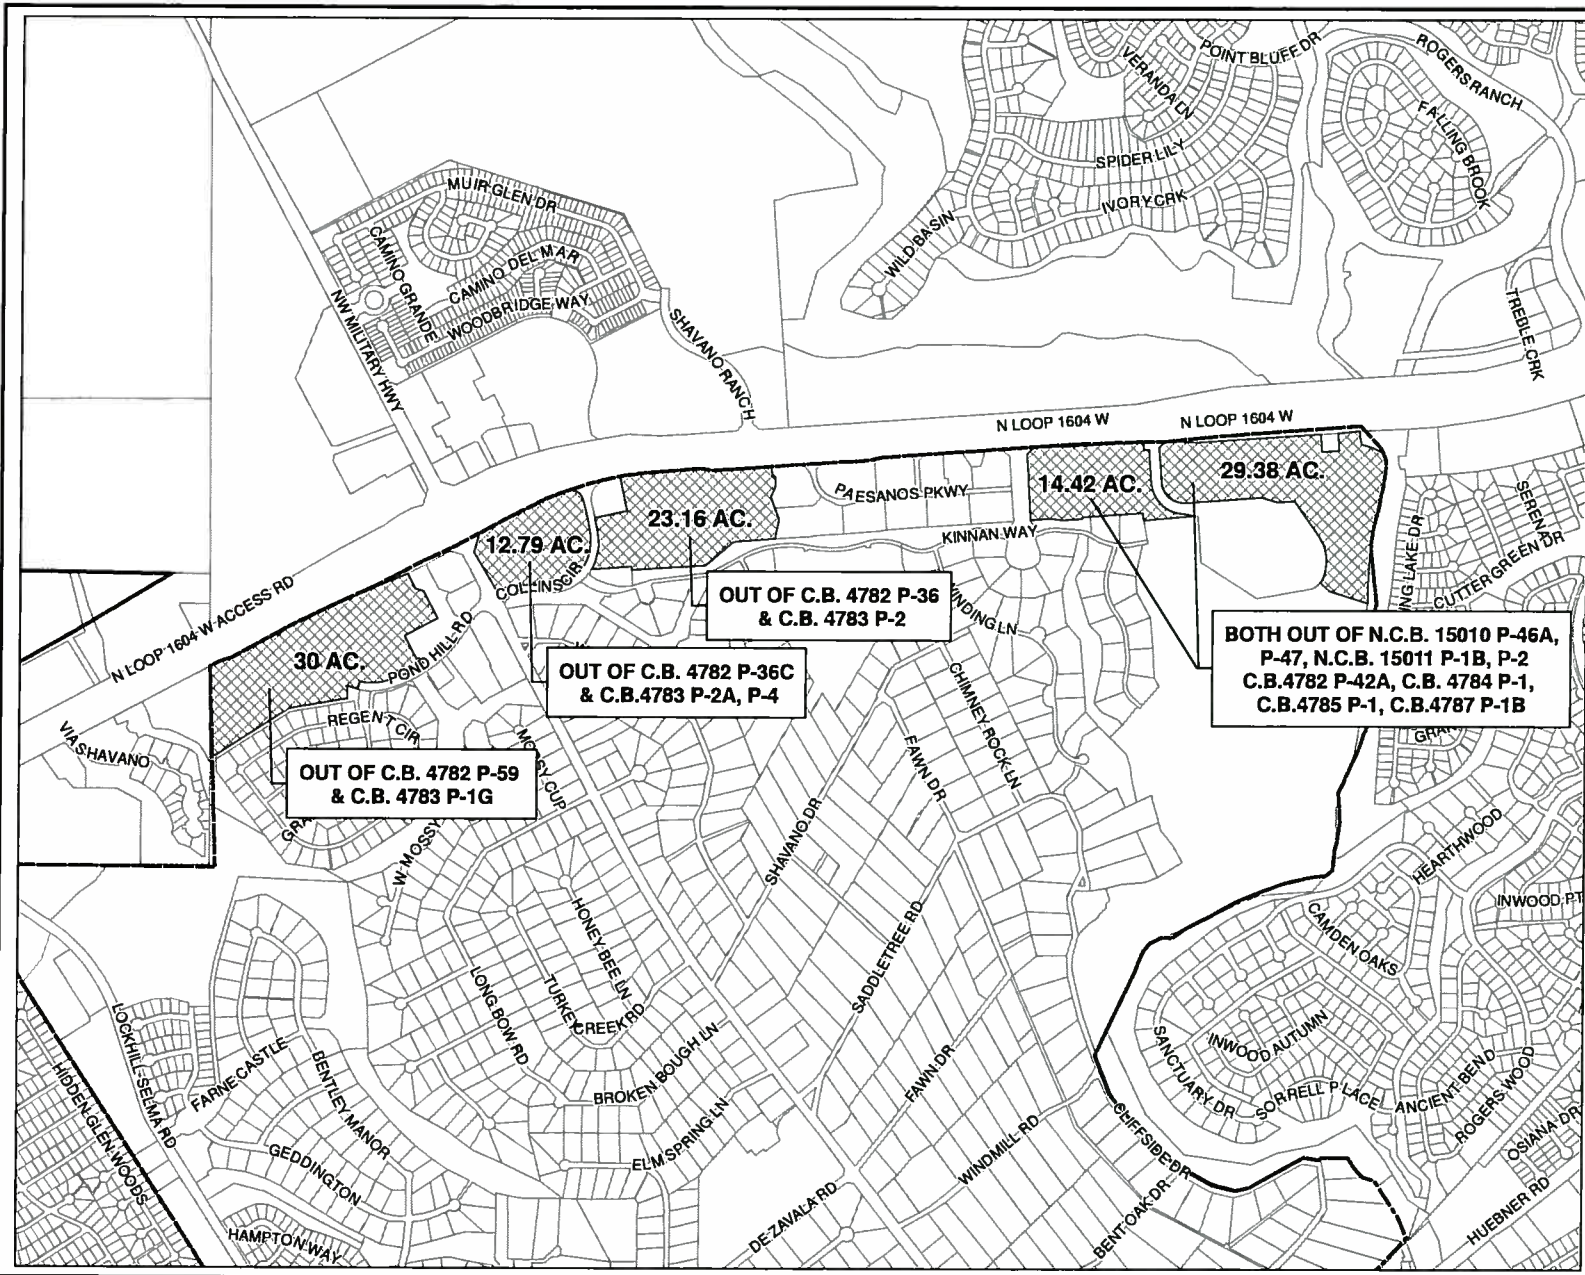 POINT BLUFF DR
ROGERS RANCH
VERANDA LN
FALLING BROOK
SPIDER LILY
IVORY CRK
WILD BASIN
MUIR GLEN DR
CAMINO GRANDE
CAMINO DEL MAR
WOODBRIDGE WAY
NW MILITARY HWY
SHAVANO RANCH
TREBLE CRK
N LOOP 1604 W
N LOOP 1604 W
29.38 AC.
14.42 AC.
PAESANOS PKWY
23.16 AC.
12.79 AC.
KINNAN WAY
SEREN
CUTTER GREEN DR
NG LAKE DR
COLLINS CIR
N LOOP 1604 W ACCESS RD
30 AC.
POND HILL RD
OUT OF C.B. 4782 P-36
& C.B. 4783 P-2
WINDING LN
BOTH OUT OF N.C.B. 15010 P-46A,
P-47, N.C.B. 15011 P-1B, P-2
C.B.4782 P-42A, C.B. 4784 P-1,
C.B.4785 P-1, C.B.4787 P-1B
OUT OF C.B. 4782 P-36C
& C.B.4783 P-2A, P-4
CHIMNEY ROCK LN
REGENT CIR
VIA SHAVANO
GRA
OUT OF C.B. 4782 P-59
& C.B. 4783 P-1G
MOSSY CUP
FAWN DR
GRA
W MOSSY
SHAVANO DR
HEARTHWOOD
INWOOD PT
CAMDEN OAKS
HONEY BEE LN
SADDLETREE RD
LONG BOW RD
TURKEY
CREEK RD
LOCKHILL-SELMA RD
FARNE CASTLE
BENTLEY MANOR
BROKEN BOUGH LN
FAWN DR
SANCTUARY DR
INWOOD AUTUMN
SORRELL PLACE
ANCIENT BEND
ROGERS WOOD
OSIANA DR
HIDDEN GLEN WOODS
GEDDINGTON
ELM SPRING LN
WINDMILL RD
CLIFFSIDE DR
HAMPTON WAY
DE ZAVALA RD
BENT OAK DR
HUEBNER RD